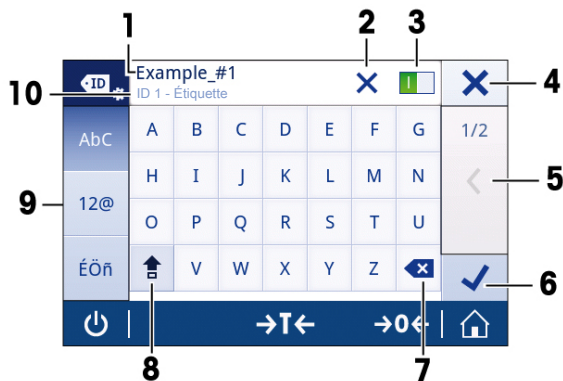 1 2 3
ID Example_#1
10 ID 1 - Étiquette 4
AbC A B C D E F G 1/2
H I J K L M N 5
9 12@
O P Q R S T U
ÉÖñ V W X Y Z 6
→T← →0←
8 7